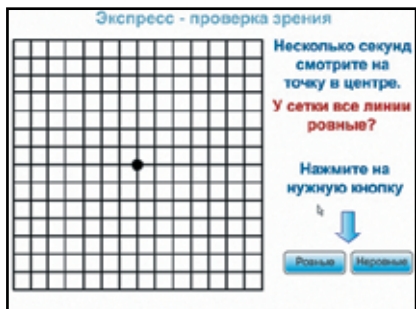 Экспресс - проверка зрения
Несколько секунд
смотрите на
точку в центре.
У сетки все линии
ровные?
Нажмите на
нужную кнопку
Ровные
Неровные